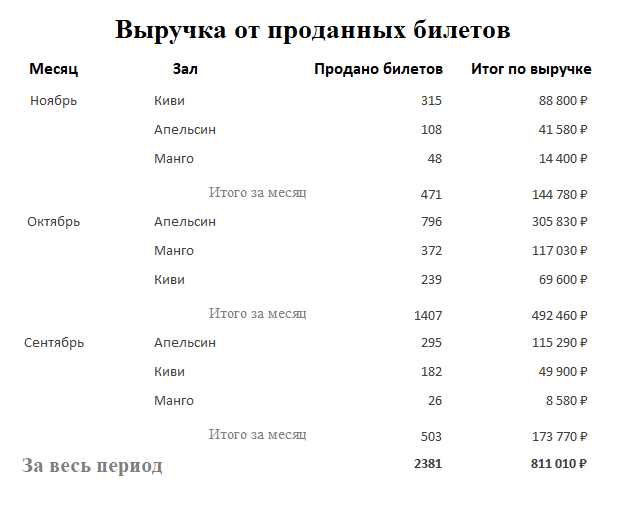 Выручка от проданных билетов
Месяц Зал Продано билетов Итог по выручке
Ноябрь Киви 315 88 800 ₽
Апельсин 108 41 580 ₽
Манго 48 14 400 ₽
Итого за месяц 471 144 780 ₽
Октябрь Апельсин 796 305 830 ₽
Манго 372 117 030 ₽
Киви 239 69 600 ₽
Итого за месяц 1407 492 460 ₽
Сентябрь Апельсин 295 115 290 ₽
Киви 182 49 900 ₽
Манго 26 8 580 ₽
Итого за месяц 503 173 770 ₽
За весь период 2381 811 010 ₽